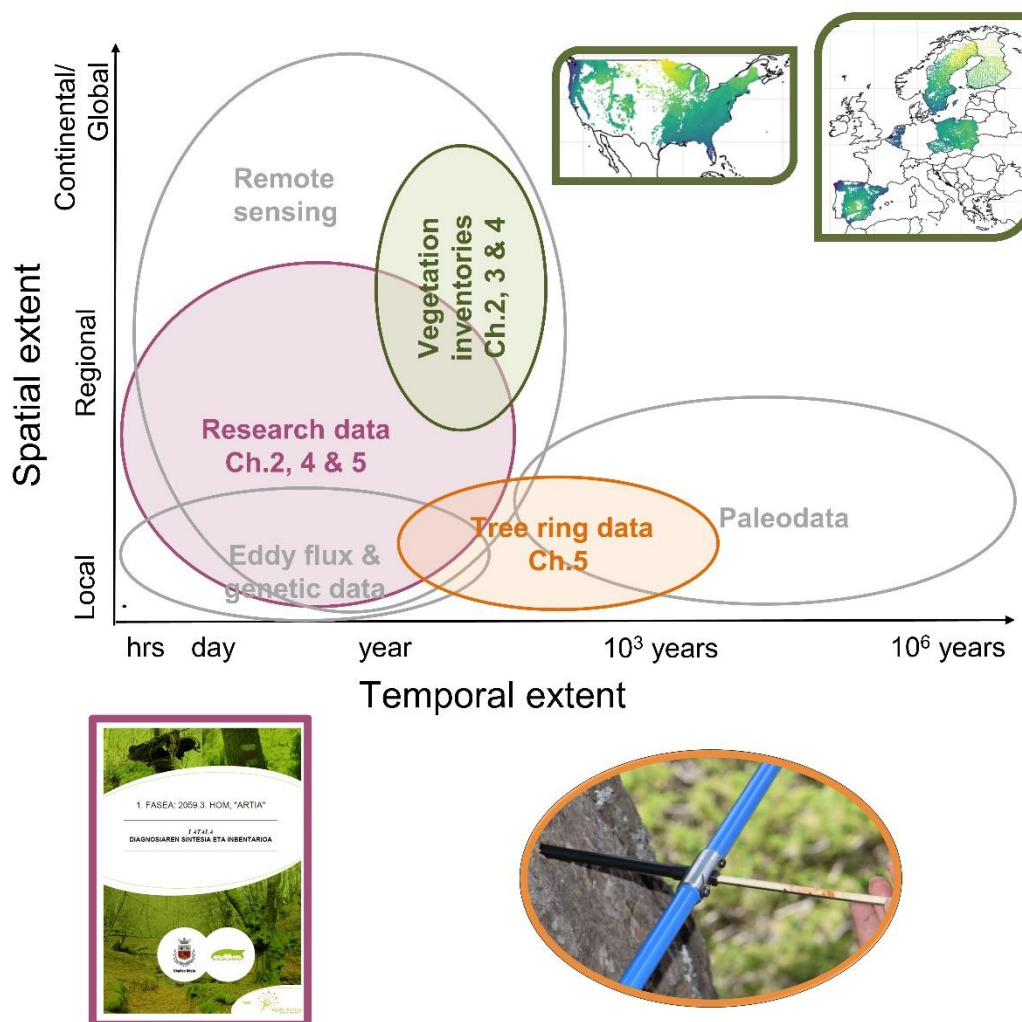 Continental/
Global
Regional
Local
Spatial extent
Remote
sensing
Vegetation
inventories
Ch.2, 3 & 4
Research data
Ch.2, 4 & 5
Eddy flux &
genetic data
Tree ring data
Ch.5
Paleodata
hrs day year 10³ years 10⁶ years
Temporal extent
1. FASEA: 2059.3. HOM, "ARTIA"
I ATALA
DIAGNOSIAREN SINTESIA ETA INBENTARIOA